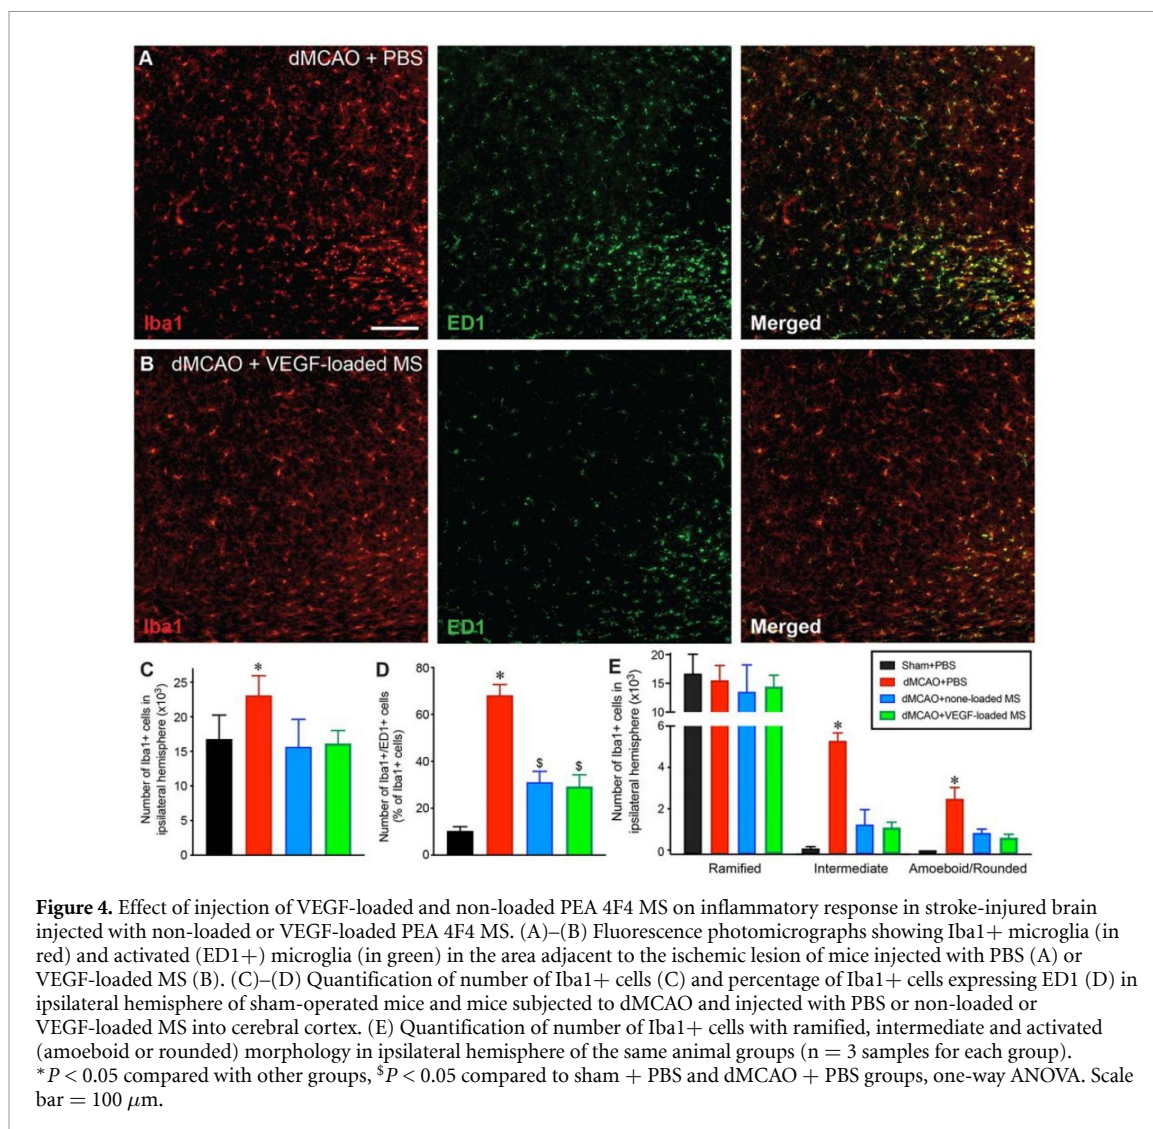 A
dMCAO + PBS
Iba1
ED1
Merged
B
dMCAO + VEGF-loaded MS
Iba1
ED1
Merged
C
Number of Iba1+ cells in
ipsilateral hemisphere (x10³)
25
20
15
10
5
0
*
D
Number of Iba1+/ED1+ cells
(% of Iba1+ cells)
80
60
40
20
0
*
$
$
E
Number of Iba1+ cells in
ipsilateral hemisphere (x10³)
20
15
10
6
4
2
0
*
*
Ramified
Intermediate
Amoeboid/Rounded
Sham+PBS
dMCAO+PBS
dMCAO+none-loaded MS
dMCAO+VEGF-loaded MS
Figure 4. Effect of injection of VEGF-loaded and non-loaded PEA 4F4 MS on inflammatory response in stroke-injured brain
injected with non-loaded or VEGF-loaded PEA 4F4 MS. (A)–(B) Fluorescence photomicrographs showing Iba1+ microglia (in
red) and activated (ED1+) microglia (in green) in the area adjacent to the ischemic lesion of mice injected with PBS (A) or
VEGF-loaded MS (B). (C)–(D) Quantification of number of Iba1+ cells (C) and percentage of Iba1+ cells expressing ED1 (D) in
ipsilateral hemisphere of sham-operated mice and mice subjected to dMCAO and injected with PBS or non-loaded or
VEGF-loaded MS into cerebral cortex. (E) Quantification of number of Iba1+ cells with ramified, intermediate and activated
(amoeboid or rounded) morphology in ipsilateral hemisphere of the same animal groups (n = 3 samples for each group).
*P < 0.05 compared with other groups, $P < 0.05 compared to sham + PBS and dMCAO + PBS groups, one-way ANOVA. Scale
bar = 100 μm.